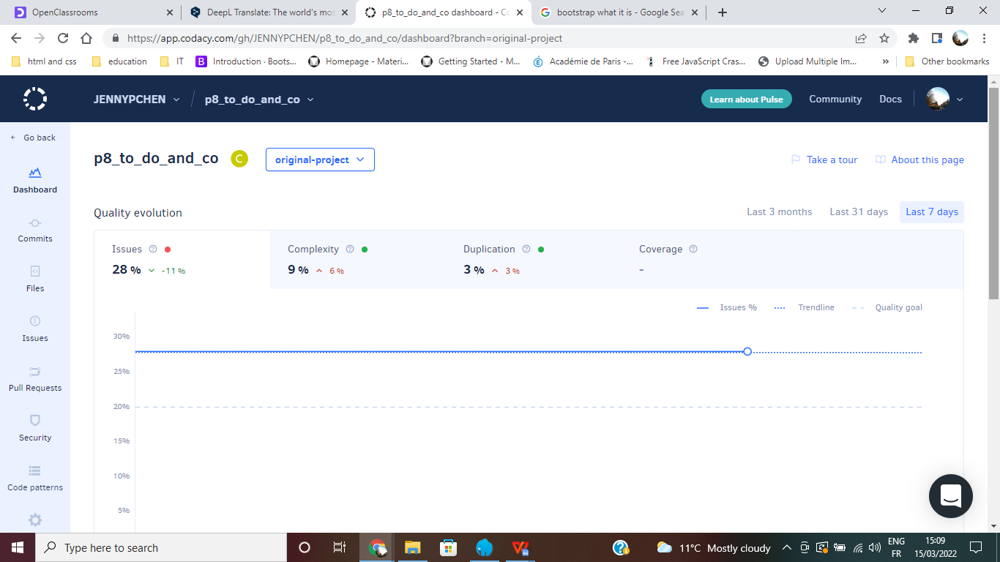 OpenClassrooms
DeepL Translate: The world's mos
p8_to_do_and_co dashboard - Co
bootstrap what it is - Google Sea
https://app.codacy.com/gh/JENNYPCHEN/p8_to_do_and_co/dashboard?branch=original-project
html and css
education
IT
B
Introduction · Boots...
Homepage - Materi...
Getting Started - M...
Académie de Paris -...
Free JavaScript Cras...
Upload Multiple Im...
»
Other bookmarks
JENNYPCHEN / p8_to_do_and_co
Learn about Pulse
Community
Docs
Go back
Dashboard
Commits
Files
Issues
Pull Requests
Security
Code patterns
p8_to_do_and_co C original-project
Take a tour
About this page
Quality evolution
Last 3 months
Last 31 days
Last 7 days
Issues
28 % -11 %
Complexity
9 % 6 %
Duplication
3 % 3 %
Coverage
-
Issues %
Trendline
Quality goal
30%
25%
20%
15%
10%
5%
Type here to search
11°C Mostly cloudy
ENG
FR
15:09
15/03/2022